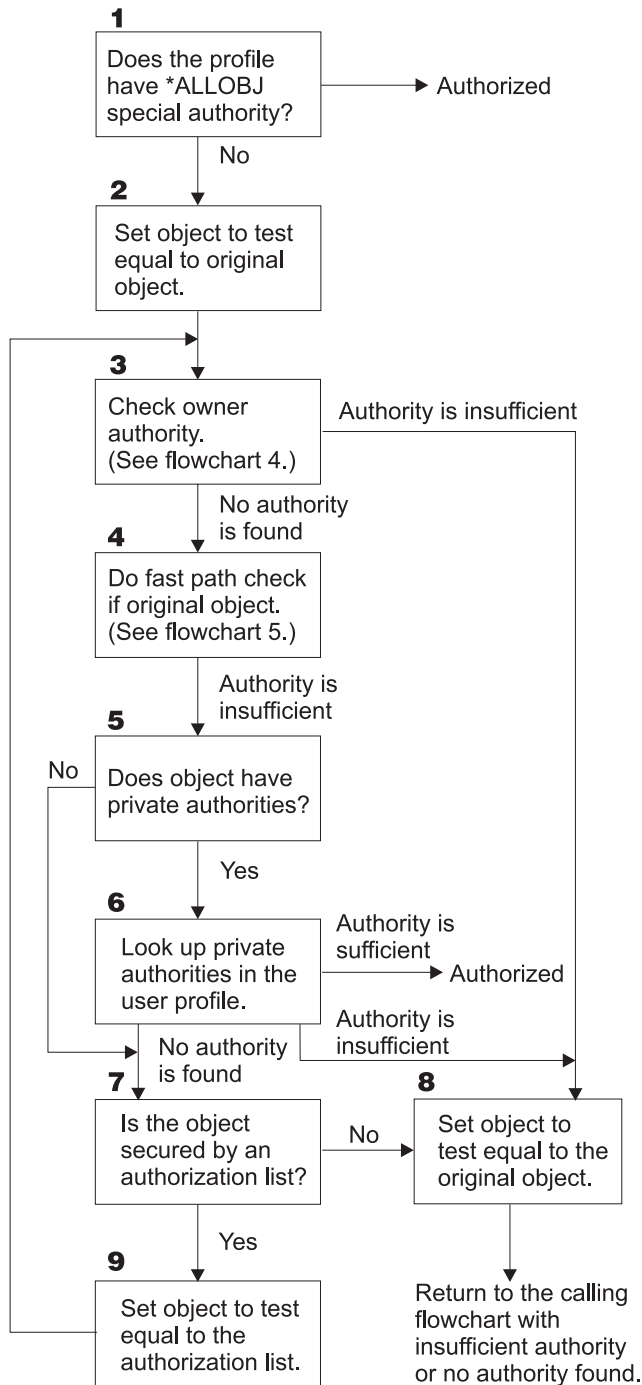 1
Does the profile
have *ALLOBJ
special authority?
Authorized
No
2
Set object to test
equal to original
object.
3
Check owner
authority.
(See flowchart 4.)
Authority is insufficient
No authority
is found
4
Do fast path check
if original object.
(See flowchart 5.)
Authority is
insufficient
5
No
Does object have
private authorities?
Yes
6
Look up private
authorities in the
user profile.
Authority is
sufficient
Authorized
Authority is
insufficient
No authority
is found
7
Is the object
secured by an
authorization list?
No
8
Set object to
test equal to the
original object.
Yes
9
Set object to test
equal to the
authorization list.
Return to the calling
flowchart with
insufficient authority
or no authority found.